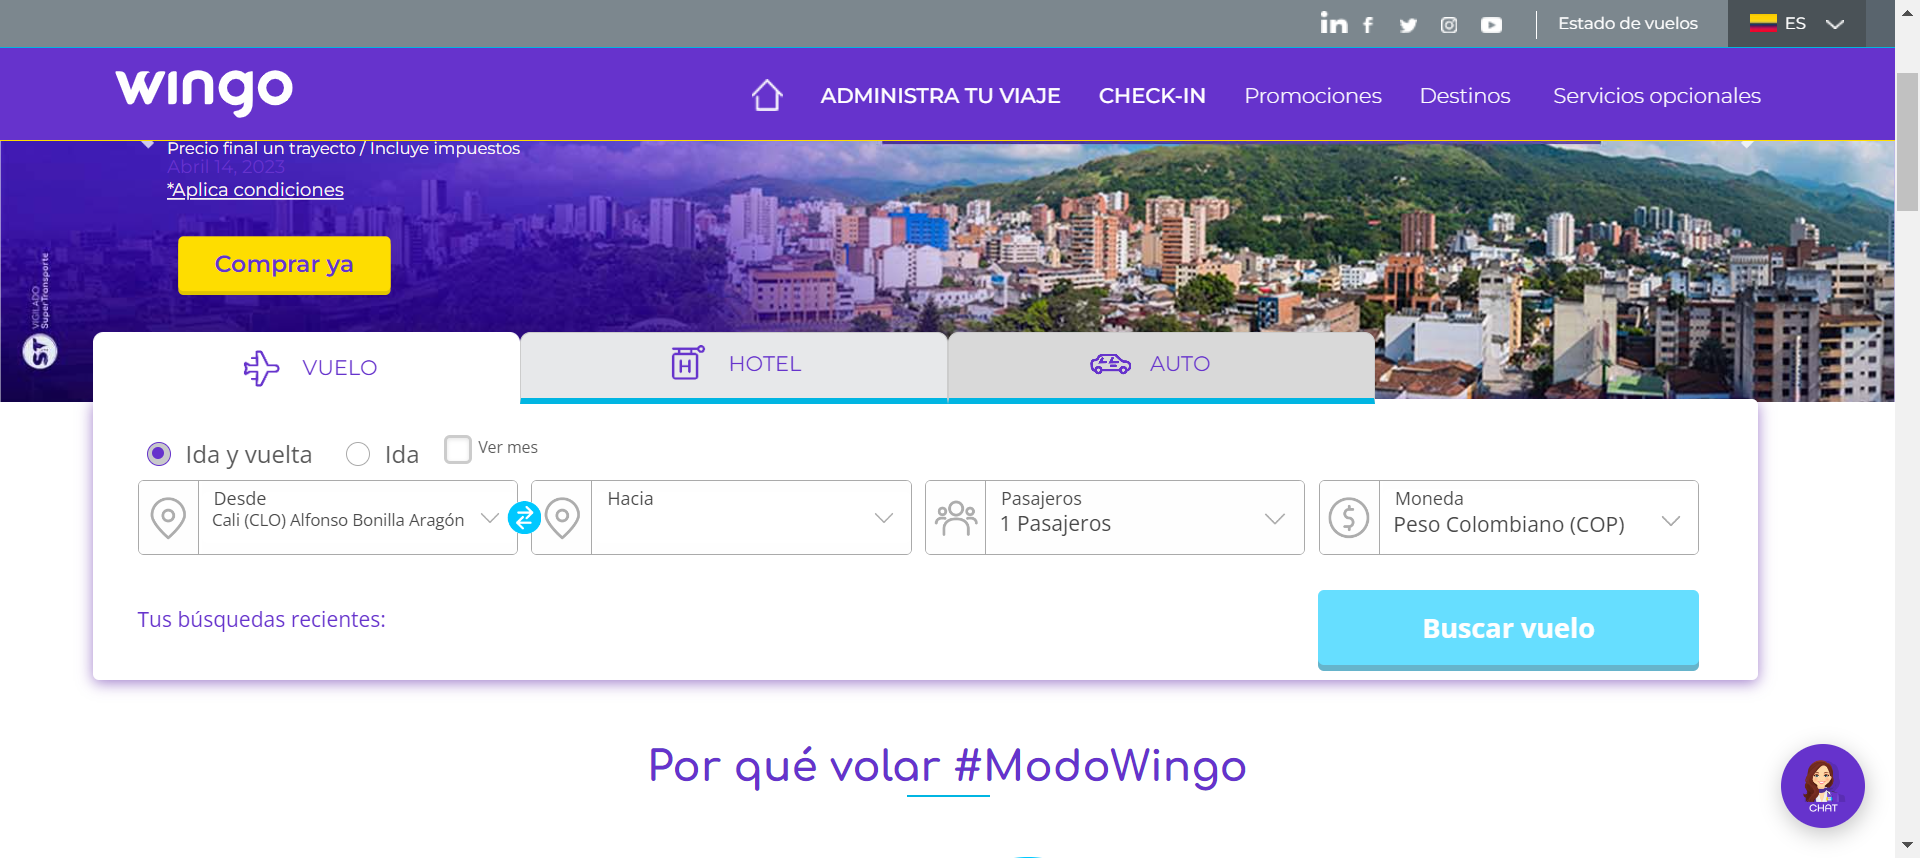 Estado de vuelos
ES
wingo
ADMINISTRA TU VIAJE
CHECK-IN
Promociones
Destinos
Servicios opcionales
Precio final un trayecto / Incluye impuestos
Abril 14, 2023
*Aplica condiciones
Comprar ya
VIGILADO
SuperTransporte
ST
VUELO
HOTEL
AUTO
Ida y vuelta
Ida
Ver mes
Desde
Cali (CLO) Alfonso Bonilla Aragón
Hacia
Pasajeros
1 Pasajeros
Moneda
Peso Colombiano (COP)
Tus búsquedas recientes:
Buscar vuelo
Por qué volar #ModoWingo
CHAT